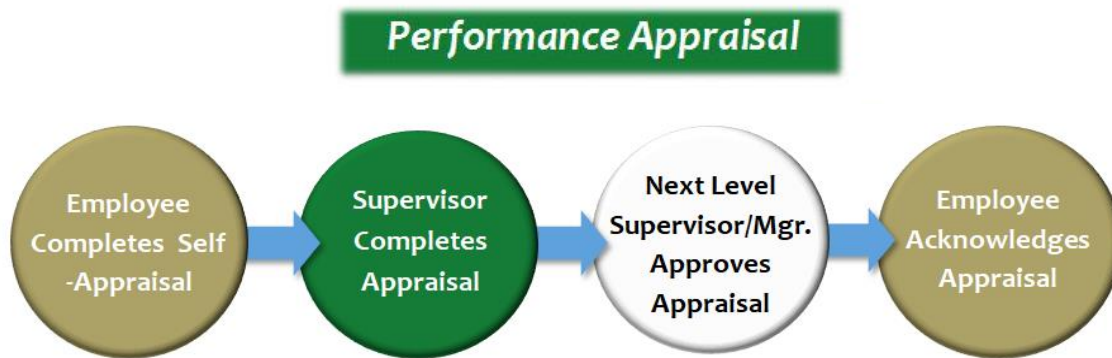 Performance Appraisal
Employee
Completes Self
-Appraisal
Supervisor
Completes
Appraisal
Next Level
Supervisor/Mgr.
Approves
Appraisal
Employee
Acknowledges
Appraisal